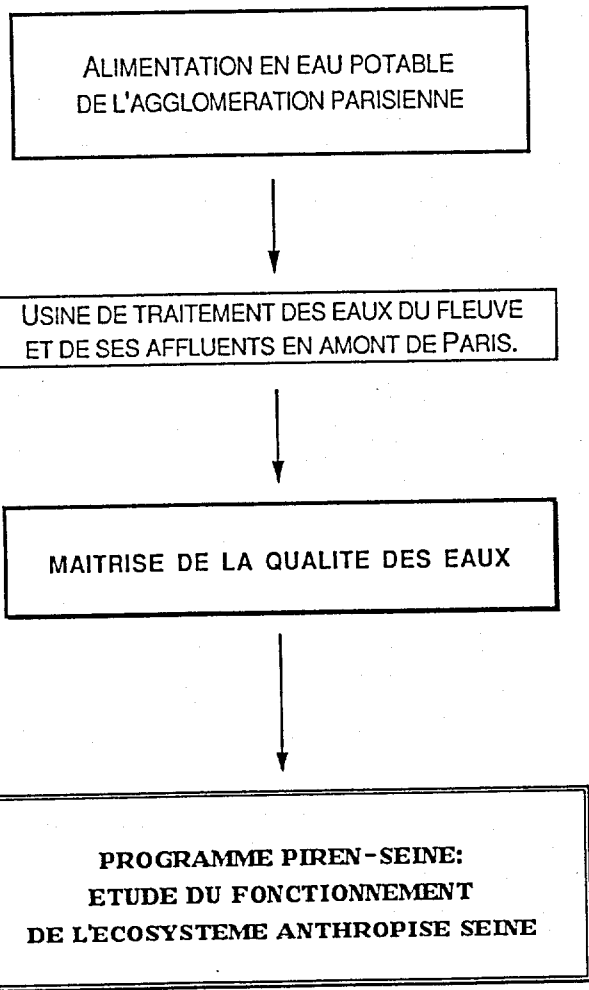 ALIMENTATION EN EAU POTABLE
DE L'AGGLOMERATION PARISIENNE
USINE DE TRAITEMENT DES EAUX DU FLEUVE
ET DE SES AFFLUENTS EN AMONT DE PARIS.
MAITRISE DE LA QUALITE DES EAUX
PROGRAMME PIREN-SEINE:
ETUDE DU FONCTIONNEMENT
DE L'ECOSYSTEME ANTHROPISE SEINE